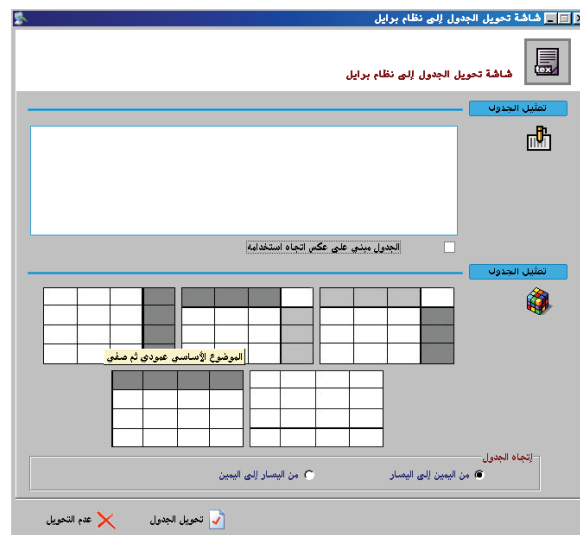 شاشة تحويل الجدول إلى نظام برايل
tex
شاشة تحويل الجدول إلى نظام برايل
تمثيل الجدول
الجدول مبني على عكس اتجاه استخدامه
تمثيل الجدول
الموضوع الأساسي عمودي ثم صفي
إتجاه الجدول
من اليمين إلى اليسار
من اليسار إلى اليمين
تحويل الجدول
عدم التحويل